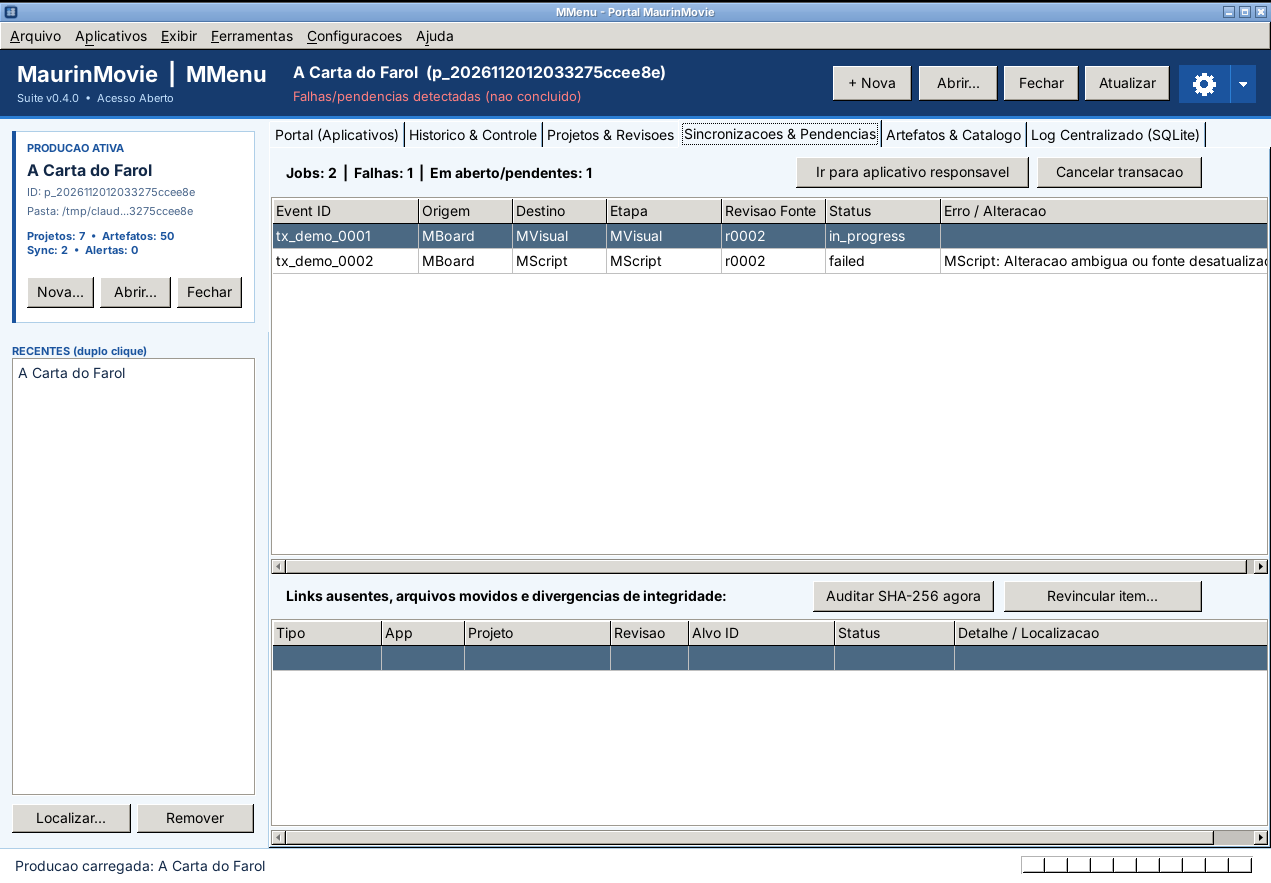 MMenu - Portal MaurinMovie
Arquivo Aplicativos Exibir Ferramentas Configuracoes Ajuda
MaurinMovie | MMenu
Suite v0.4.0 • Acesso Aberto
A Carta do Farol (p_2026112012033275ccee8e)
Falhas/pendencias detectadas (nao concluido)
+ Nova Abrir... Fechar Atualizar
PRODUCAO ATIVA
A Carta do Farol
ID: p_2026112012033275ccee8e
Pasta: /tmp/claud...3275ccee8e
Projetos: 7 • Artefatos: 50
Sync: 2 • Alertas: 0
Nova... Abrir... Fechar
RECENTES (duplo clique)
A Carta do Farol
Localizar... Remover
Portal (Aplicativos) Historico & Controle Projetos & Revisoes Sincronizacoes & Pendencias Artefatos & Catalogo Log Centralizado (SQLite)
Jobs: 2 | Falhas: 1 | Em aberto/pendentes: 1 Ir para aplicativo responsavel Cancelar transacao
Event ID Origem Destino Etapa Revisao Fonte Status Erro / Alteracao
tx_demo_0001 MBoard MVisual MVisual r0002 in_progress
tx_demo_0002 MBoard MScript MScript r0002 failed MScript: Alteracao ambigua ou fonte desatualizac
Links ausentes, arquivos movidos e divergencias de integridade: Auditar SHA-256 agora Revincular item...
Tipo App Projeto Revisao Alvo ID Status Detalhe / Localizacao
Producao carregada: A Carta do Farol